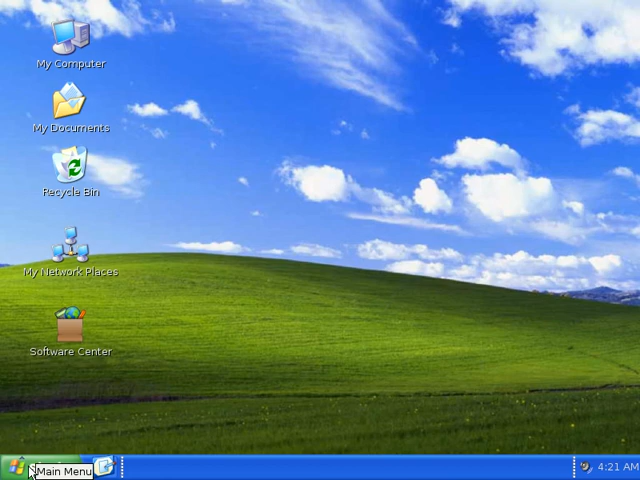 My Computer
My Documents
Recycle Bin
My Network Places
Software Center
Main Menu
4:21 AM